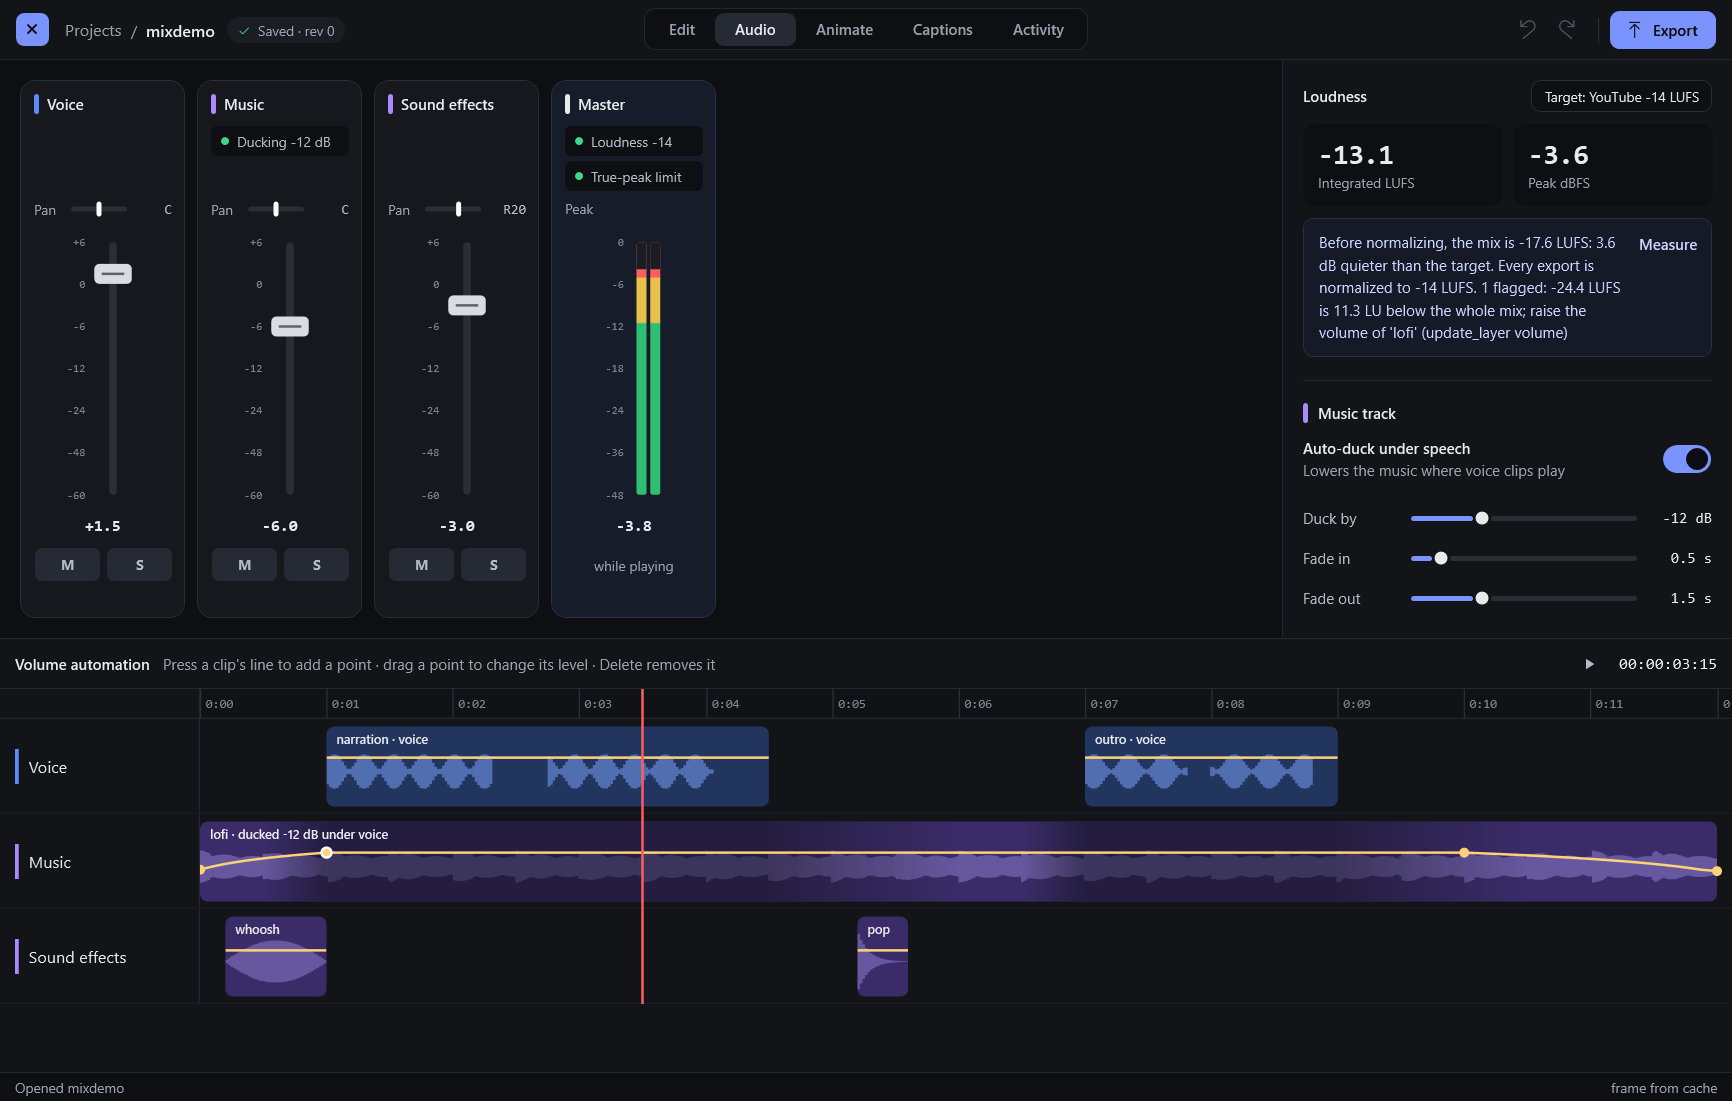 Projects / mixdemo
Saved · rev 0
Edit
Audio
Animate
Captions
Activity
Export
Voice
Pan
C
+6
0
-6
-12
-24
-48
-60
+1.5
M
S
Music
Ducking -12 dB
Pan
C
+6
0
-6
-12
-24
-48
-60
-6.0
M
S
Sound effects
Pan
R20
+6
0
-6
-12
-24
-48
-60
-3.0
M
S
Master
Loudness -14
True-peak limit
Peak
0
-6
-12
-18
-24
-36
-48
-3.8
while playing
Loudness
Target: YouTube -14 LUFS
-13.1
Integrated LUFS
-3.6
Peak dBFS
Before normalizing, the mix is -17.6 LUFS: 3.6
dB quieter than the target. Every export is
normalized to -14 LUFS. 1 flagged: -24.4 LUFS
is 11.3 LU below the whole mix; raise the
volume of 'lofi' (update_layer volume)
Measure
Music track
Auto-duck under speech
Lowers the music where voice clips play
Duck by
-12 dB
Fade in
0.5 s
Fade out
1.5 s
Volume automation
Press a clip's line to add a point · drag a point to change its level · Delete removes it
00:00:03:15
0:00
0:01
0:02
0:03
0:04
0:05
0:06
0:07
0:08
0:09
0:10
0:11
0
Voice
narration · voice
outro · voice
Music
lofi · ducked -12 dB under voice
Sound effects
whoosh
pop
Opened mixdemo
frame from cache